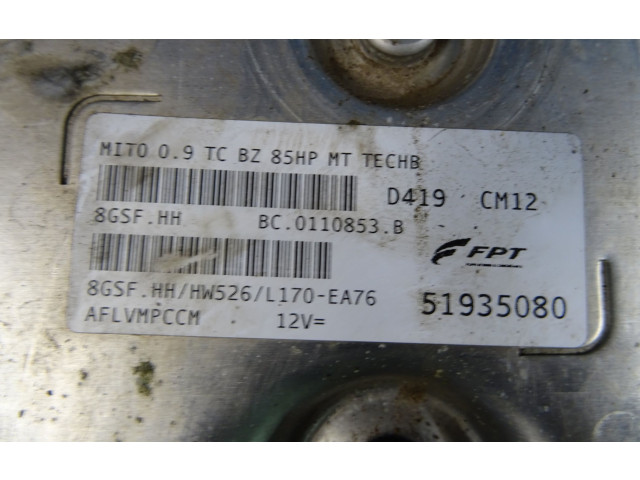 MITO 0.9 TC BZ 85HP MT TECHB
D419 CM12
8GSF.HH BC.0110853.B
FPT
8GSF.HH/HW526/L170-EA76
51935080
AFLVMPCCM 12V=